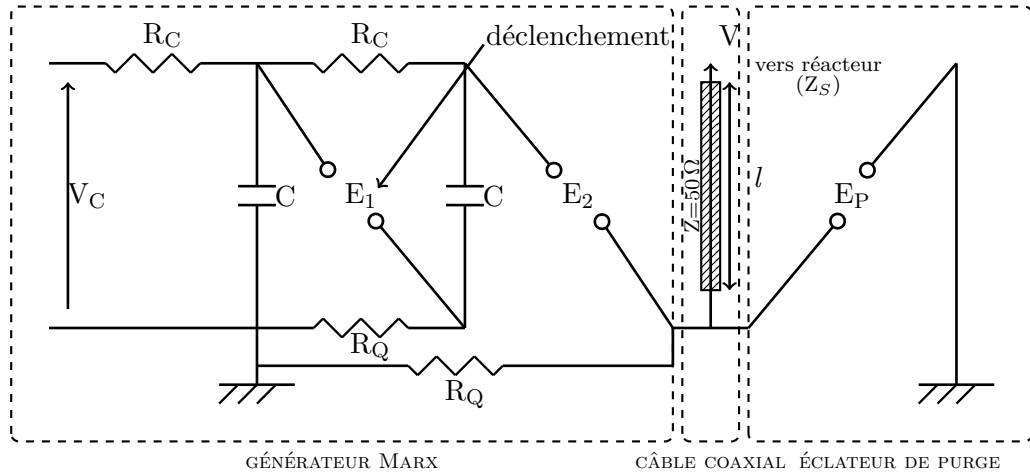 R_C
R_C
déclenchement
V
vers réacteur
(Z_S)
V_C
C
E_1
C
E_2
Z=50 Ω
l
E_P
R_Q
R_Q
GÉNÉRATEUR MARX
CÂBLE COAXIAL
ÉCLATEUR DE PURGE